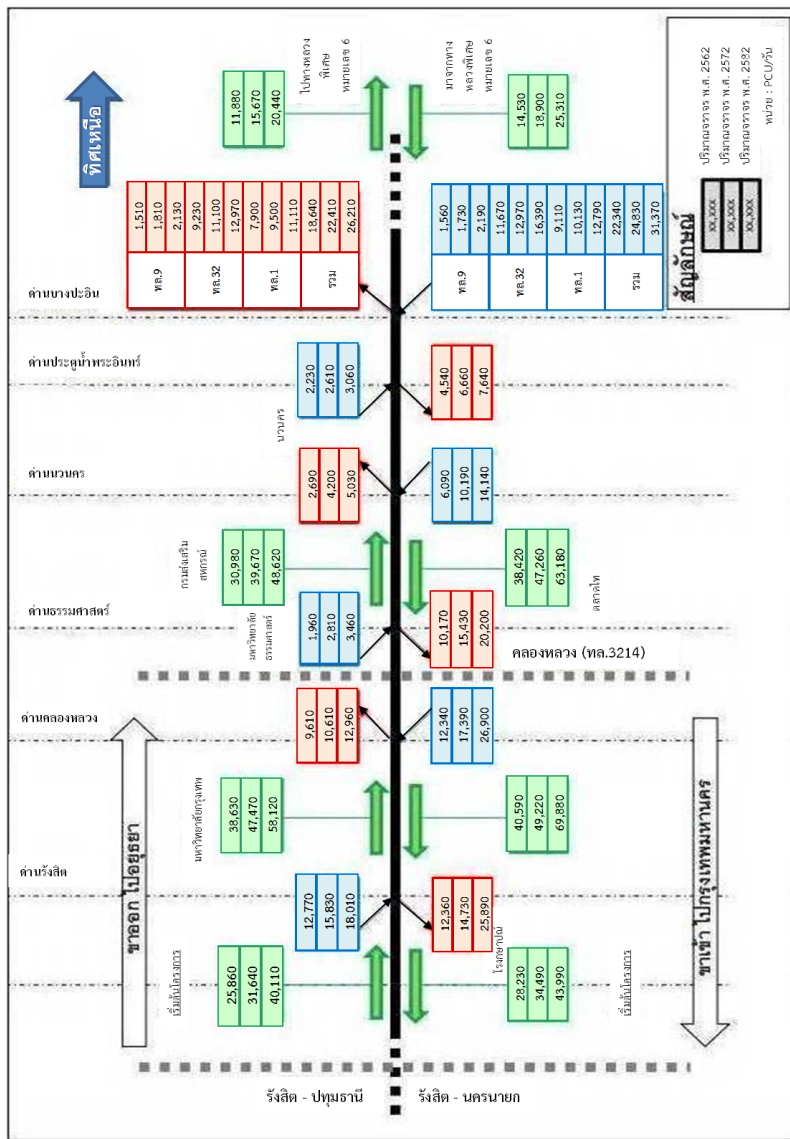 ทิศเหนือ
ไปทางหลวง
พิเศษ
หมายเลข 6
11,880
15,670
20,440
มาจากทาง
หลวงพิเศษ
หมายเลข 6
14,530
18,900
25,310
ปริมาณจราจร พ.ศ. 2562
ปริมาณจราจร พ.ศ. 2572
ปริมาณจราจร พ.ศ. 2582
หน่วย : PCU/วัน
xx,xxx
xx,xxx
xx,xxx
สัญลักษณ์
ด่านบางปะอิน
ทล.9
1,510
1,810
2,130
ทล.32
9,230
11,100
12,970
ทล.1
7,900
9,500
11,110
รวม
18,640
22,410
26,210
ทล.9
1,560
1,730
2,190
ทล.32
11,670
12,970
16,390
ทล.1
9,110
10,130
12,790
รวม
22,340
24,830
31,370
ด่านประตูน้ำพระอินทร์
2,230
2,610
3,060
4,540
6,660
7,640
นวนคร
ด่านนวนคร
2,690
4,200
5,030
6,090
10,190
14,140
กรมส่งเสริม
สหกรณ์
30,980
39,670
48,620
38,420
47,260
63,180
ตลาดไท
ด่านธรรมศาสตร์
มหาวิทยาลัย
ธรรมศาสตร์
1,960
2,810
3,460
10,170
15,430
20,200
คลองหลวง (ทล.3214)
ด่านคลองหลวง
9,610
10,610
12,960
12,340
17,390
26,900
มหาวิทยาลัยกรุงเทพ
38,630
47,470
58,120
40,590
49,220
69,880
ด่านรังสิต
12,770
15,830
18,010
12,360
14,730
25,890
โรงกษาปณ์
ขาออก ไปอยุธยา
ขาเข้า ไปกรุงเทพมหานคร
เริ่มต้นโครงการ
25,860
31,640
40,110
28,230
34,490
43,990
เริ่มต้นโครงการ
รังสิต - ปทุมธานี
รังสิต - นครนายก